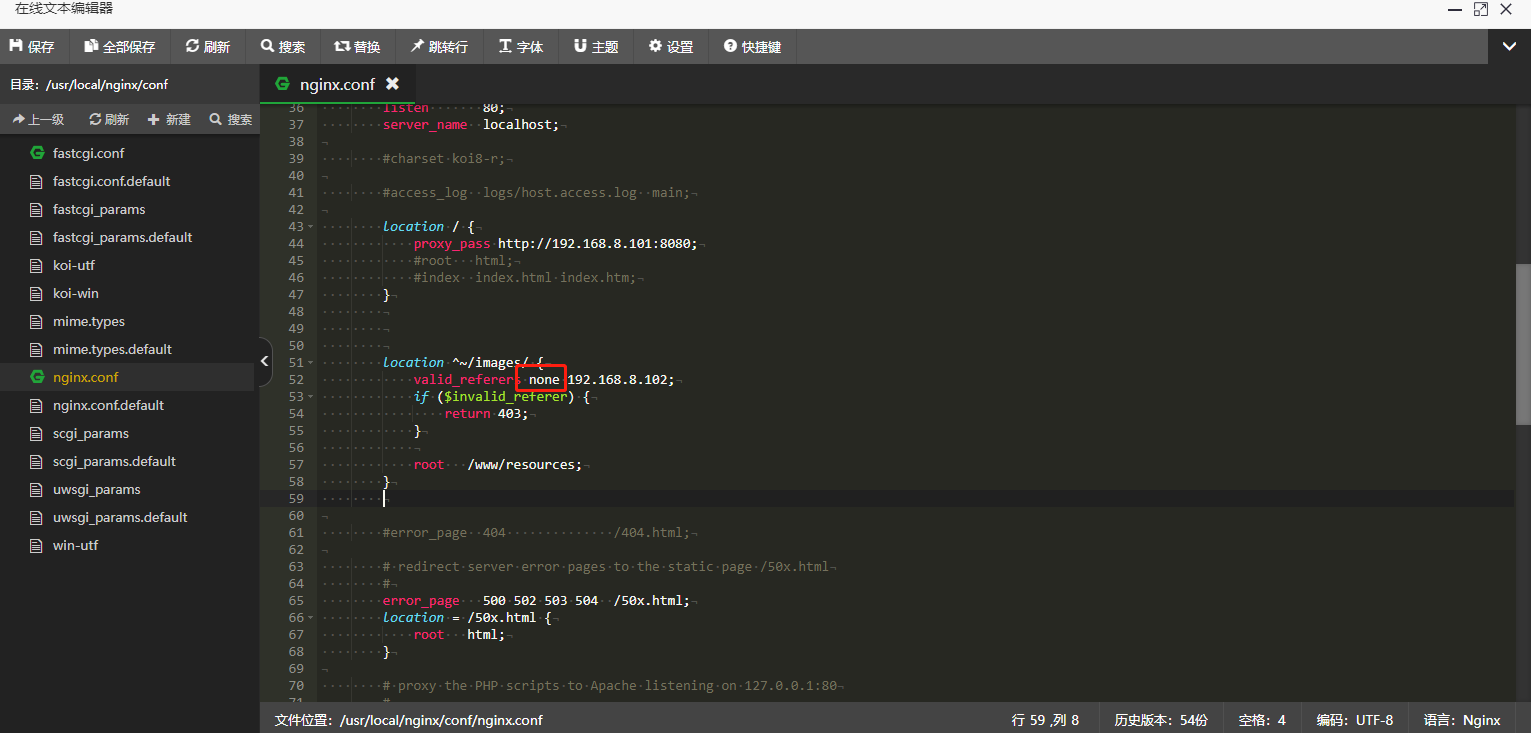 在线文本编辑器
保存 全部保存 刷新 搜索 替换 跳转行 字体 主题 设置 快捷键
目录: /usr/local/nginx/conf
nginx.conf
上一级 刷新 新建 搜索
fastcgi.conf
fastcgi.conf.default
fastcgi_params
fastcgi_params.default
koi-utf
koi-win
mime.types
mime.types.default
nginx.conf
nginx.conf.default
scgi_params
scgi_params.default
uwsgi_params
uwsgi_params.default
win-utf
36 listen 80;
37 server_name localhost;
38
39 #charset koi8-r;
40
41 #access_log logs/host.access.log main;
42
43 location / {
44 proxy_pass http://192.168.8.101:8080;
45 #root html;
46 #index index.html index.htm;
47 }
48
49
50
51 location ^~/images/ {
52 valid_referers none 192.168.8.102;
53 if ($invalid_referer) {
54 return 403;
55 }
56
57 root /www/resources;
58 }
59
60
61 #error_page 404 /404.html;
62
63 # redirect server error pages to the static page /50x.html
64 #
65 error_page 500 502 503 504 /50x.html;
66 location = /50x.html {
67 root html;
68 }
69
70 # proxy the PHP scripts to Apache listening on 127.0.0.1:80
71 #
文件位置: /usr/local/nginx/conf/nginx.conf
行 59 ,列 8 历史版本: 54份 空格: 4 编码: UTF-8 语言: Nginx